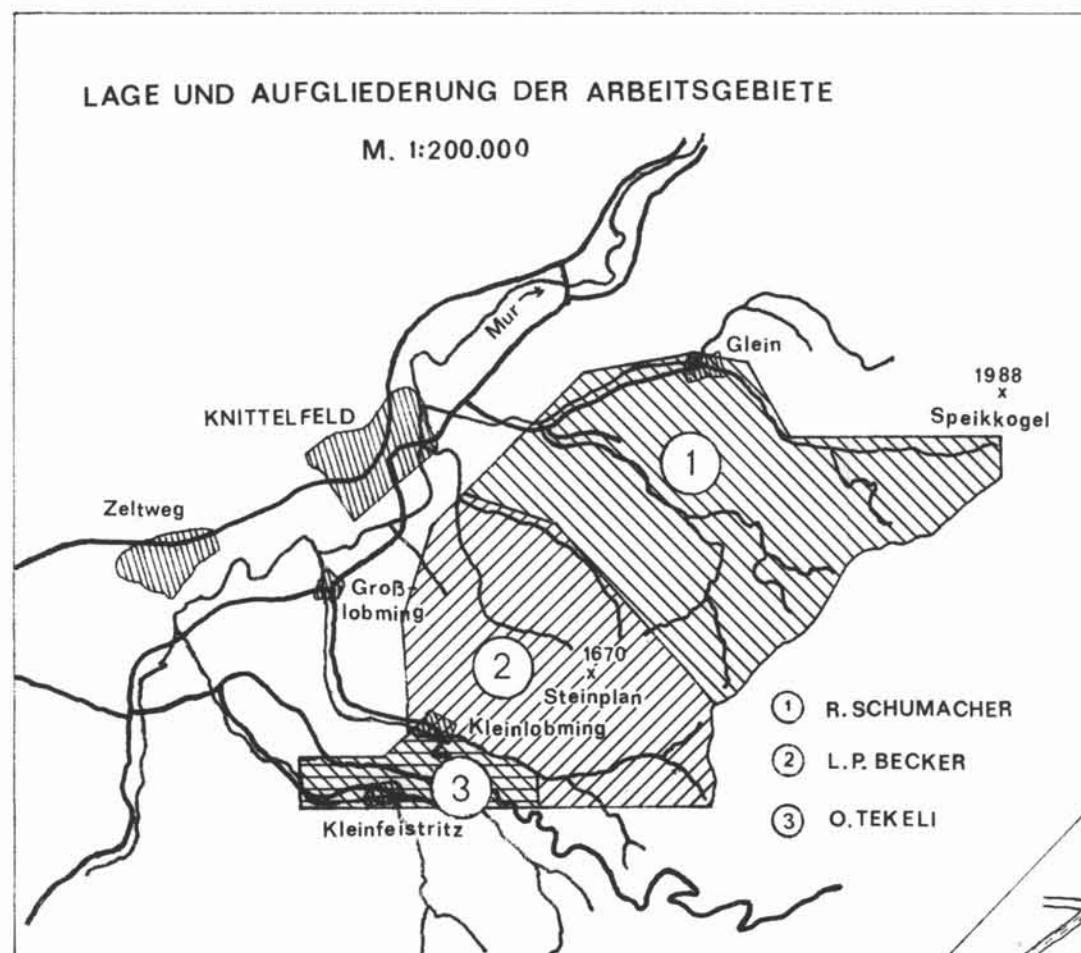 LAGE UND AUFGLIEDERUNG DER ARBEITSGEBIETE
M. 1:200.000
Mur
Glein
1988
x
Speikkogel
KNITTELFELD
1
Zeltweg
Groß-
lobming
2
1670
x
Steinplan
Kleinlobming
3
Kleinfeistritz
1 R. SCHUMACHER
2 L.P. BECKER
3 O. TEKELI